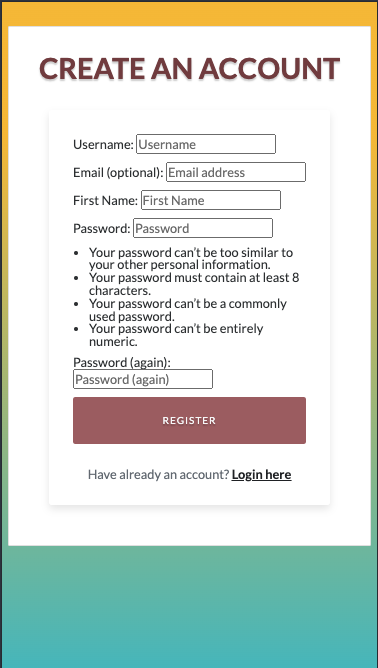 CREATE AN ACCOUNT
Username: Username
Email (optional): Email address
First Name: First Name
Password: Password
• Your password can't be too similar to
your other personal information.
• Your password must contain at least 8
characters.
• Your password can't be a commonly
used password.
• Your password can't be entirely
numeric.
Password (again):
Password (again)
REGISTER
Have already an account? Login here